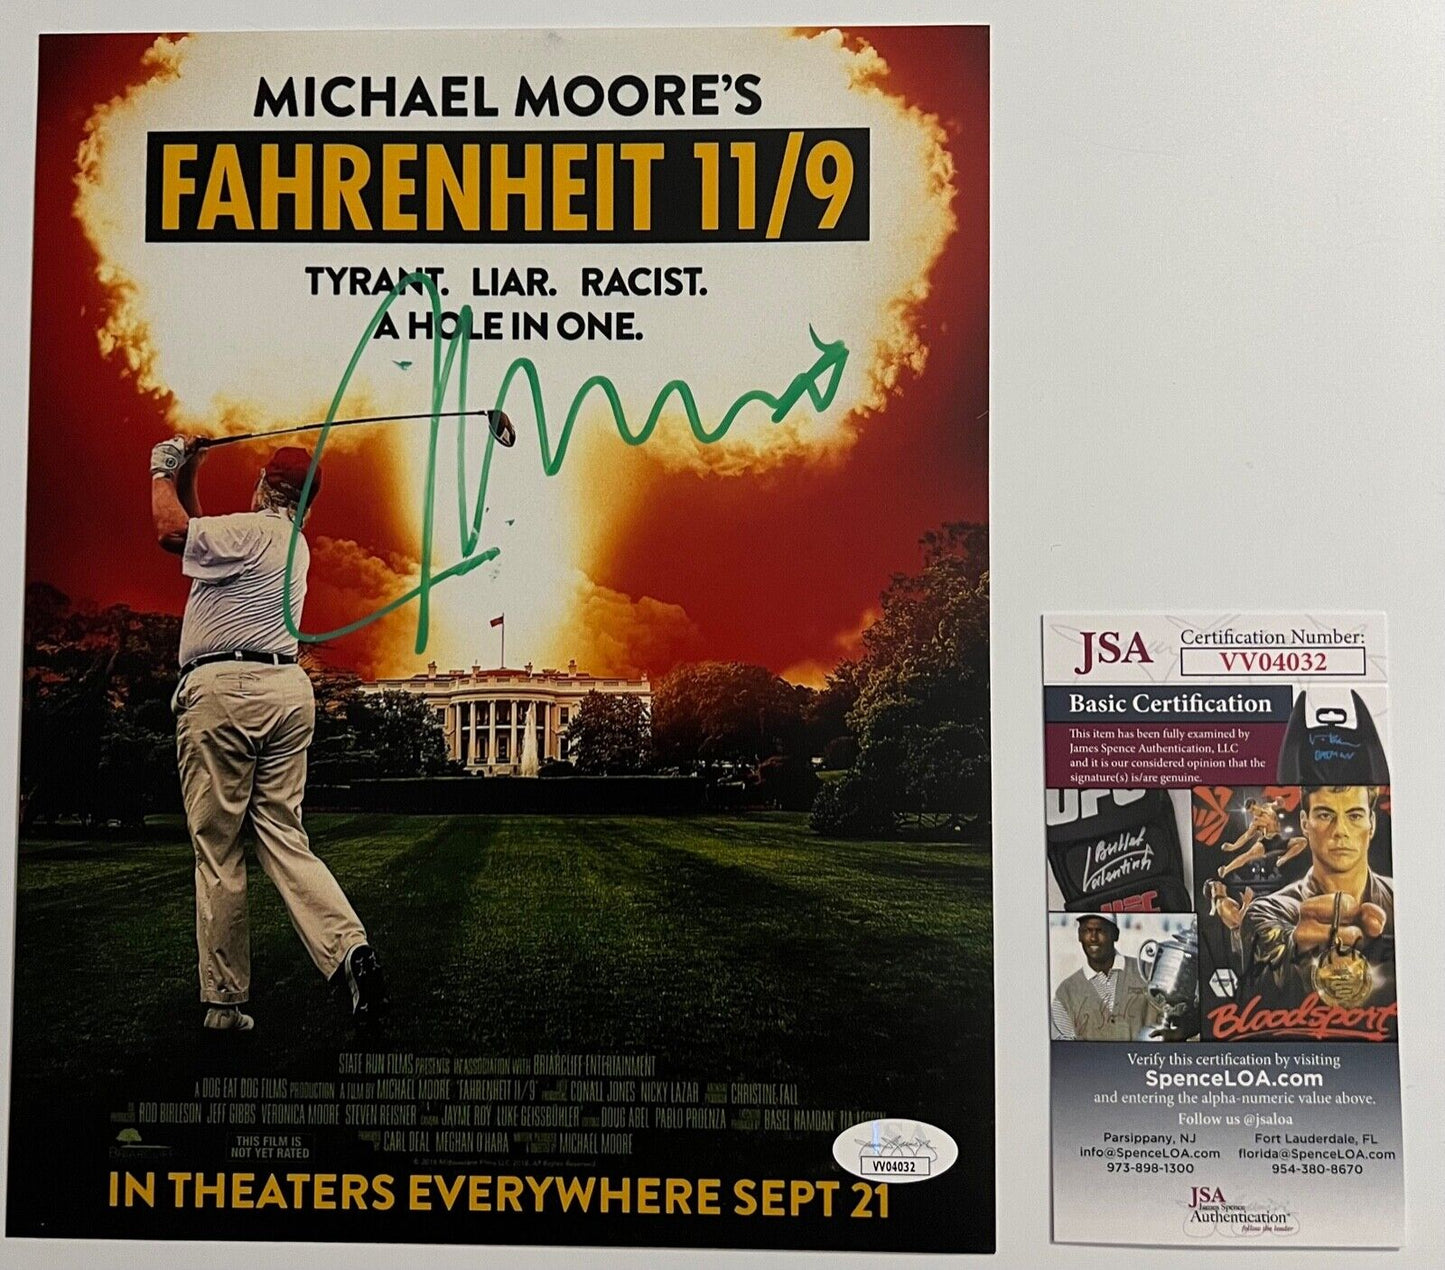 MICHAEL MOORE'S
FAHRENHEIT 11/9
TYRANT. LIAR. RACIST.
A HOLE IN ONE.
STATE RUN FILMS PRESENTS IN ASSOCIATION WITH BRIARCLIFF ENTERTAINMENT
A DOG EAT DOG FILMS PRODUCTION A FILM BY MICHAEL MOORE "FAHRENHEIT 11/9" CONALL JONES NICKY LAZAR CHRISTINE FALL
ROD BIRLESON JEFF GIBBS VERONICA MOORE STEVEN REISNER JAYME ROY LUKE GEISSBÜHLER DOUG ABEL PABLO PROENZA BASEL HAMDAN
CARL DEAL MEGHAN O'HARA MICHAEL MOORE
THIS FILM IS
NOT YET RATED
IN THEATERS EVERYWHERE SEPT 21
VV04032
JSA
Certification Number:
VV04032
Basic Certification
This item has been fully examined by
James Spence Authentication, LLC
and it is our considered opinion that the
signature(s) is/are genuine.
UFC
Bullet
Valentina
Bloodsport
Verify this certification by visiting
SpenceLOA.com
and entering the alpha-numeric value above.
Follow us @jsaloa
Parsippany, NJ
info@SpenceLOA.com
973-898-1300
Fort Lauderdale, FL
florida@SpenceLOA.com
954-380-8670
JSA
James Spence
Authentication
follow the leader